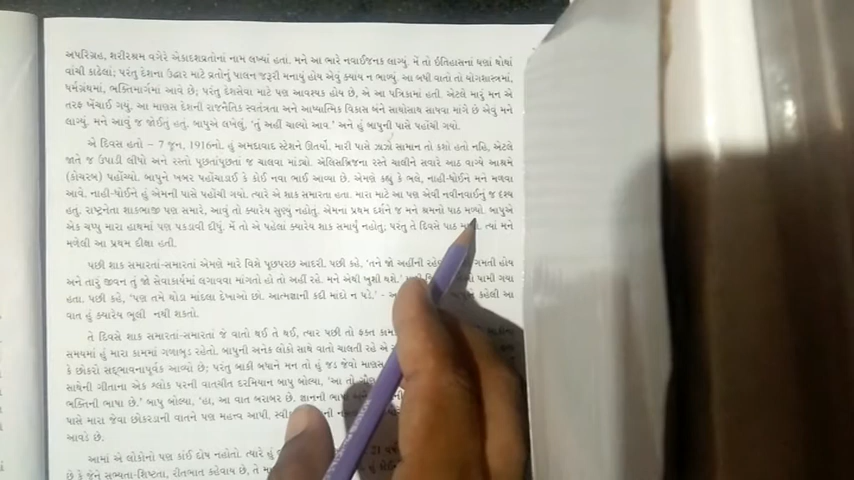 અપરિગ્રહ, શરીરશ્રમ વગેરે એકાદશવ્રતોનાં નામ લખ્યાં હતાં. મને આ ભારે નવાઈજનક લાગ્યું. મેં તો ઇતિહાસનાં ઘણાં થોથાં
વાંચી કાઢેલાં; પરંતુ દેશના ઉદ્ધાર માટે વ્રતોનું પાલન જરૂરી મનાયું હોય એવું ક્યાંય ન ભાળ્યું. આ બધી વાતો તો યોગશાસ્ત્રમાં,
ધર્મગ્રંથમાં, ભક્તિમાર્ગમાં આવે છે; પરંતુ દેશસેવા માટે પણ આવશ્યક હોય છે, એ આ પત્રિકામાં હતી. એટલે મારું મન એ
તરફ ખેંચાઈ ગયું. આ માણસ દેશની રાજનૈતિક સ્વતંત્રતા અને આધ્યાત્મિક વિકાસ બંને સાથોસાથ સાધવા માંગે છે એવું મને
લાગ્યું. મને આવું જ જોઈતું હતું. બાપુએ લખેલું, 'તું અહીં ચાલ્યો આવ.' અને હું બાપુની પાસે પહોંચી ગયો.
એ દિવસ હતો – 7 જૂન, 1916નો. હું અમદાવાદ સ્ટેશને ઊતર્યો. મારી પાસે ઝાઝો સામાન તો કશો હતો નહિ, એટલે
જાતે જ ઉપાડી લીધો અને રસ્તો પૂછતાંપૂછતાં જ ચાલવા માંડ્યો. એલિસબ્રિજના રસ્તે ચાલીને સવારે આઠ વાગ્યે આશ્રમે
(કોચરબ) પહોંચ્યો. બાપુને ખબર પહોંચાડાઈ કે કોઈ નવા ભાઈ આવ્યા છે. એમણે કહ્યું કે ભલે, નાહી-ધોઈને મને મળવા
આવે. નાહી-ધોઈને હું એમની પાસે પહોંચી ગયો. ત્યારે એ શાક સમારતા હતા. મારા માટે આ પણ એવી નવીનવાઈનું જ દૃશ્ય
હતું. રાષ્ટ્રનેતા શાકભાજી પણ સમારે, આવું તો ક્યારેય સુણ્યું નહોતું. એમના પ્રથમ દર્શને જ મને શ્રમનો પાઠ મળ્યો. બાપુએ
એક ચપ્પુ મારા હાથમાં પણ પકડાવી દીધું. મેં તો એ પહેલાં ક્યારેય શાક સમાર્યું નહોતું; પરંતુ તે દિવસે પાઠ ત્યાં મને
મળેલી આ પ્રથમ દીક્ષા હતી.
પછી શાક સમારતાં-સમારતાં એમણે મારે વિશે પૂછપરછ આદરી. પછી કહે, 'તને જો અહીંની ગમતી હોય
અને તારું જીવન તું જો સેવાકાર્યમાં લગાવવા માંગતો હો તો અહીં રહે. મને એથી ખુશી થશે.' પામી ગયા
હતા. પછી કહે, 'પણ તમે થોડા માંદલા દેખાઓ છો. આત્મજ્ઞાની કદી માંદો ન પડે.' કહેલી આ
વાત હું ક્યારેય ભૂલી નથી શકતો.
તે દિવસે શાક સમારતાં-સમારતાં જે વાતો થઈ તે થઈ, ત્યાર પછી તો ફક્ત
સમયમાં હું મારા કામમાં ગળાબૂડ રહેતો. બાપુની અનેક લોકો સાથે વાતો ચાલતી રહે
કે છોકરો સદ્ભાવનાપૂર્વક આવ્યો છે; પરંતુ બાકી બધાંને મન તો હું જડ જેવો માણસ
સાથેની ગીતાના એક શ્લોક પરની વાતચીત દરમિયાન બાપુ બોલ્યા, 'આ તો
ભક્તિની ભાષા છે.' બાપુ બોલ્યા, 'હા, આ વાત બરાબર છે. જ્ઞાનની
પાસે મારા જેવા છોકરડાની વાતને પણ મહત્ત્વ આપી,
આવડે છે.
આમાં એ લોકોનો પણ કાંઈ દોષ નહોતો. ત્યારે હું 21
છે કે જેને સભ્યતા-શિષ્ટતા, રીતભાત કહેવાય છે,